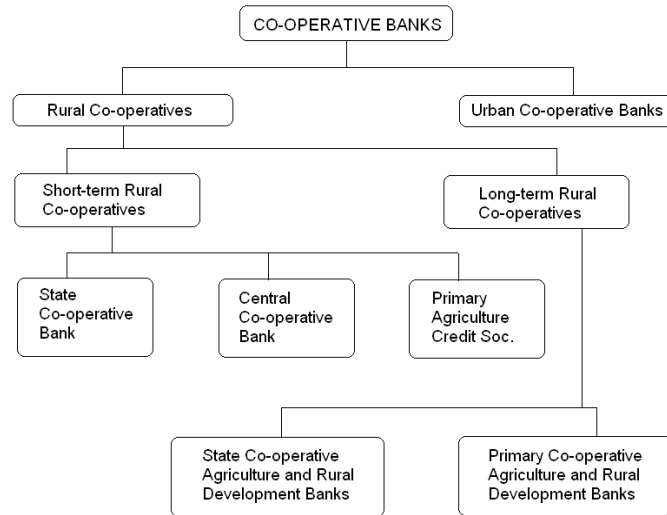 CO-OPERATIVE BANKS
Rural Co-operatives
Urban Co-operative Banks
Short-term Rural
Co-operatives
Long-term Rural
Co-operatives
State
Co-operative
Bank
Central
Co-operative
Bank
Primary
Agriculture
Credit Soc.
State Co-operative
Agriculture and Rural
Development Banks
Primary Co-operative
Agriculture and Rural
Development Banks